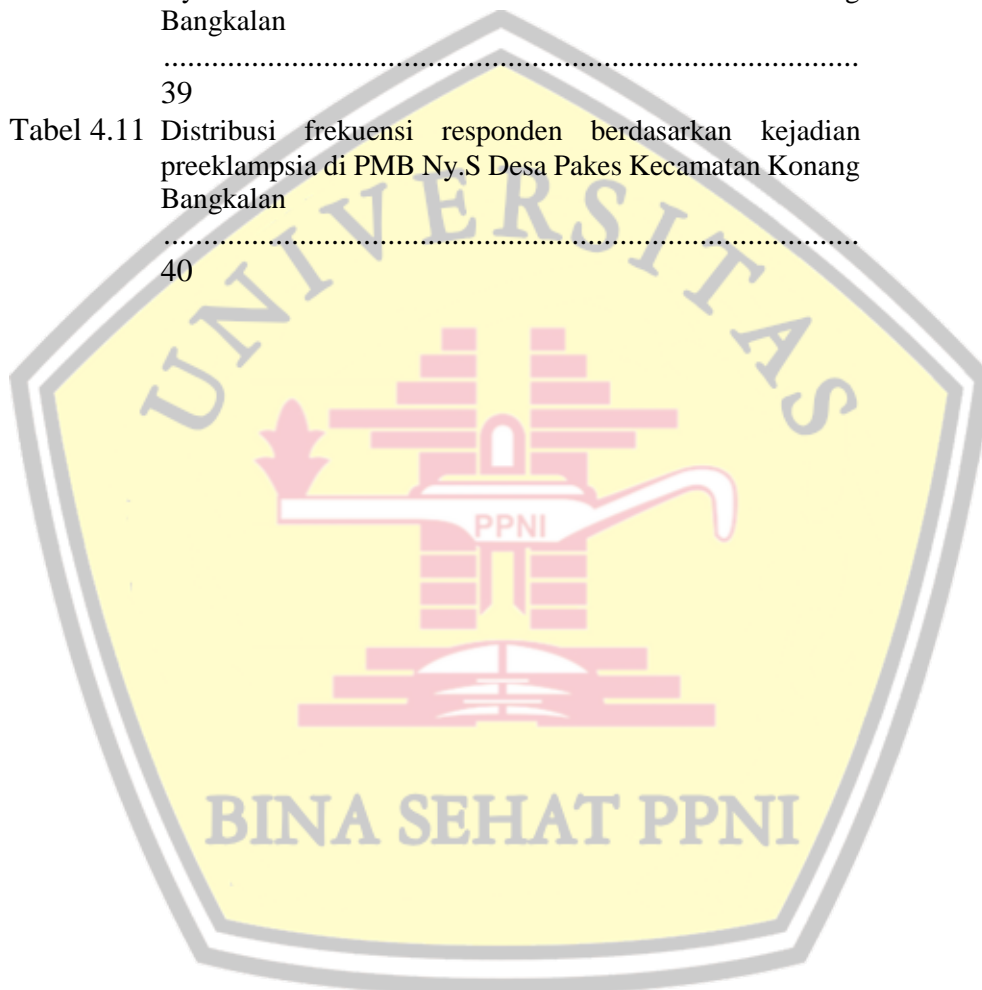 Bangkalan
.......................................................................................
39
Tabel 4.11 Distribusi frekuensi responden berdasarkan kejadian
preeklampsia di PMB Ny.S Desa Pakes Kecamatan Konang
Bangkalan
.......................................................................................
40
UNIVERSITAS
PPNI
BINA SEHAT PPNI